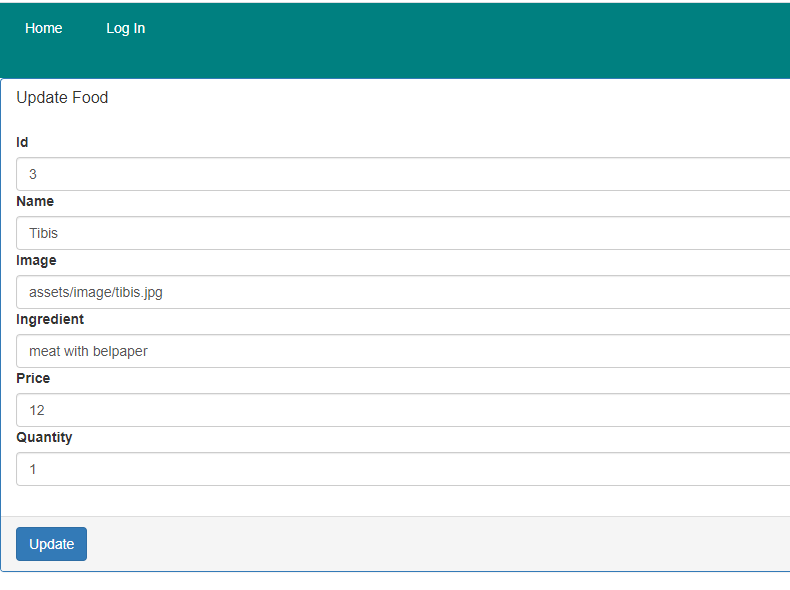 Home Log In
Update Food
Id
3
Name
Tibis
Image
assets/image/tibis.jpg
Ingredient
meat with belpaper
Price
12
Quantity
1
Update